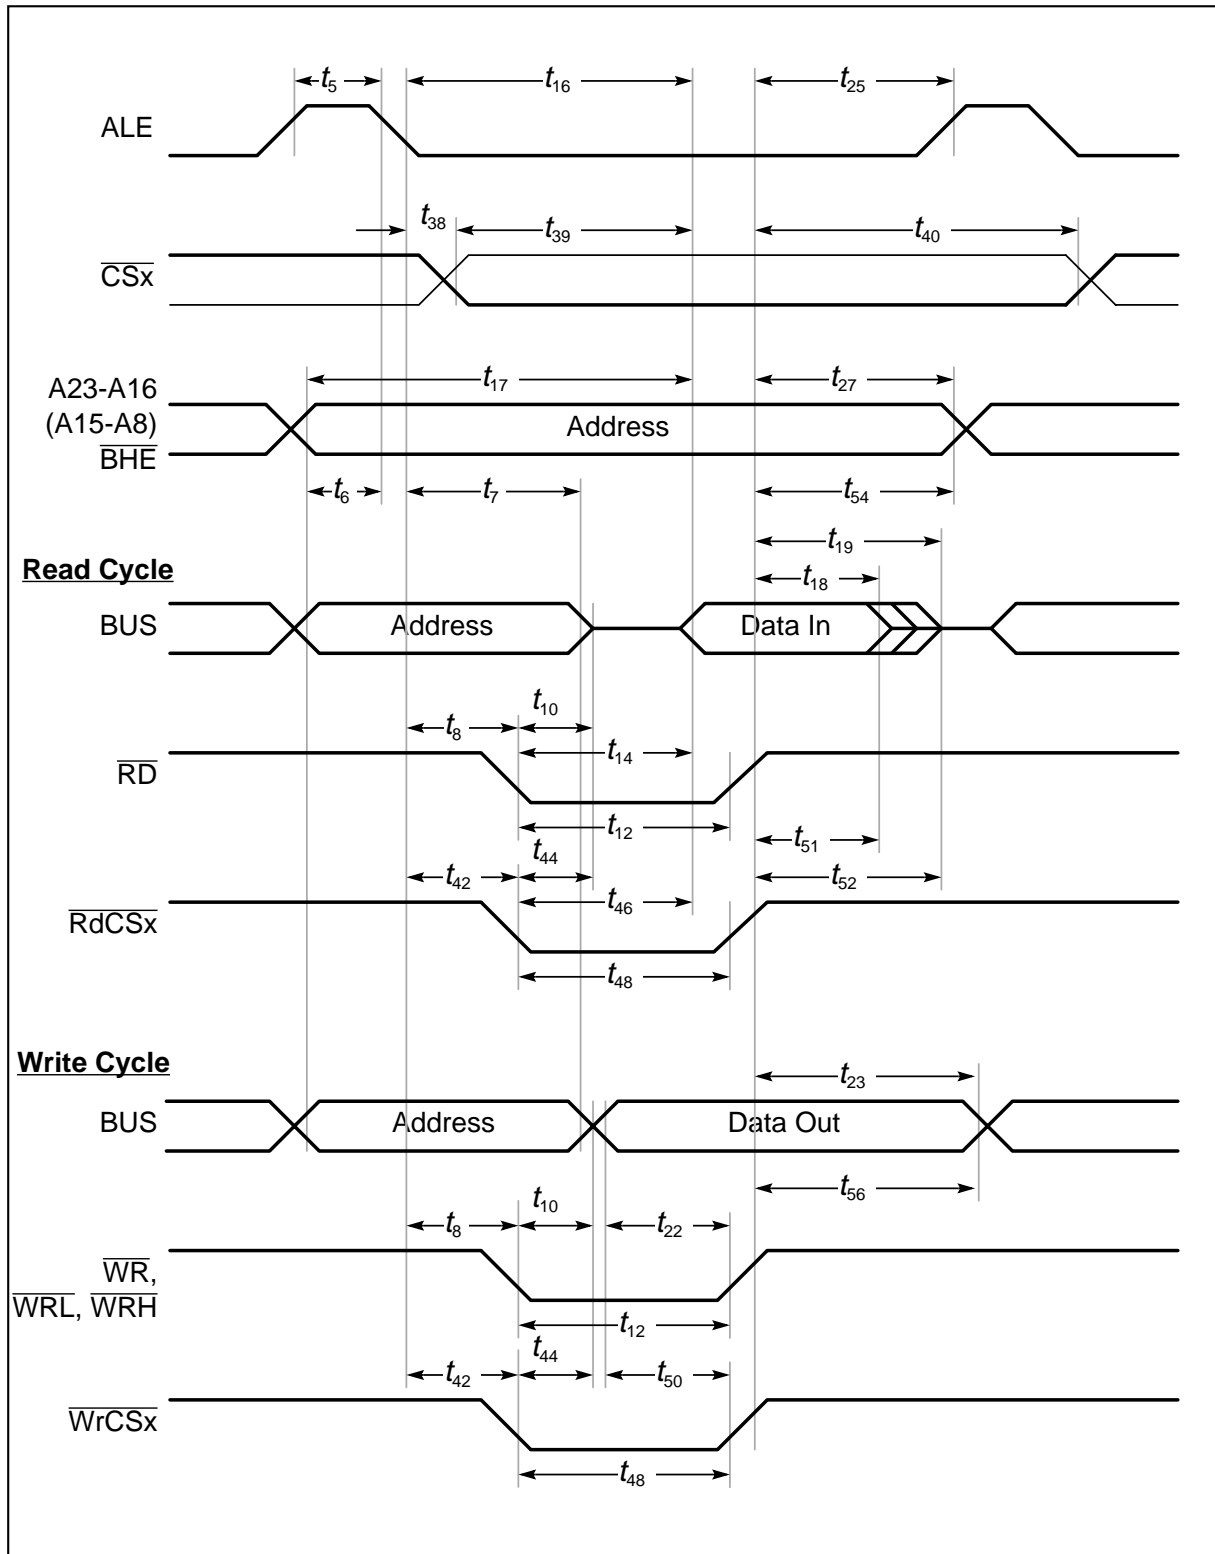 t5 t16 t25
ALE
t38 t39 t40
CSx
t17 t27
A23-A16
(A15-A8)
BHE
Address
t6 t7 t54
t19
Read Cycle
t18
BUS Address Data In
t10
t8
t14
RD
t12 t51
t44
t42 t52
t46
RdCSx
t48
Write Cycle
t23
BUS Address Data Out
t56
t10
t8 t22
WR,
WRL, WRH
t12
t44
t42 t50
WrCSx
t48